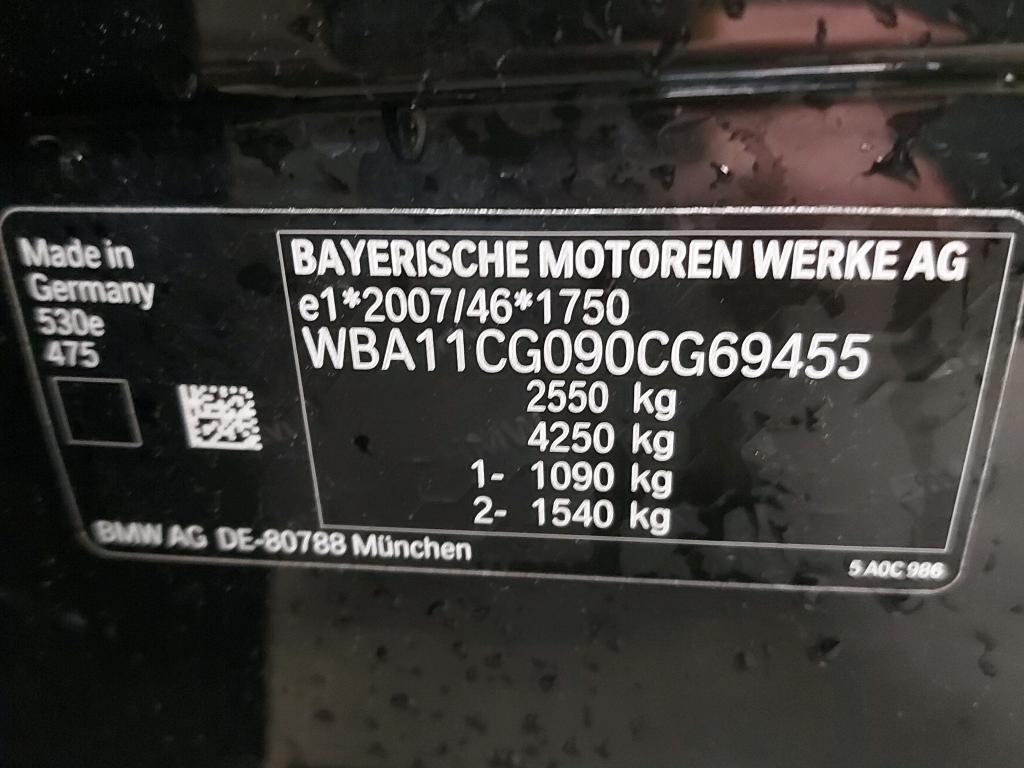 Made in
Germany
530e
475
BAYERISCHE MOTOREN WERKE AG
e1*2007/46*1750
WBA11CG090CG69455
2550 kg
4250 kg
1- 1090 kg
2- 1540 kg
BMW AG DE-80788 München
5 A0C 986